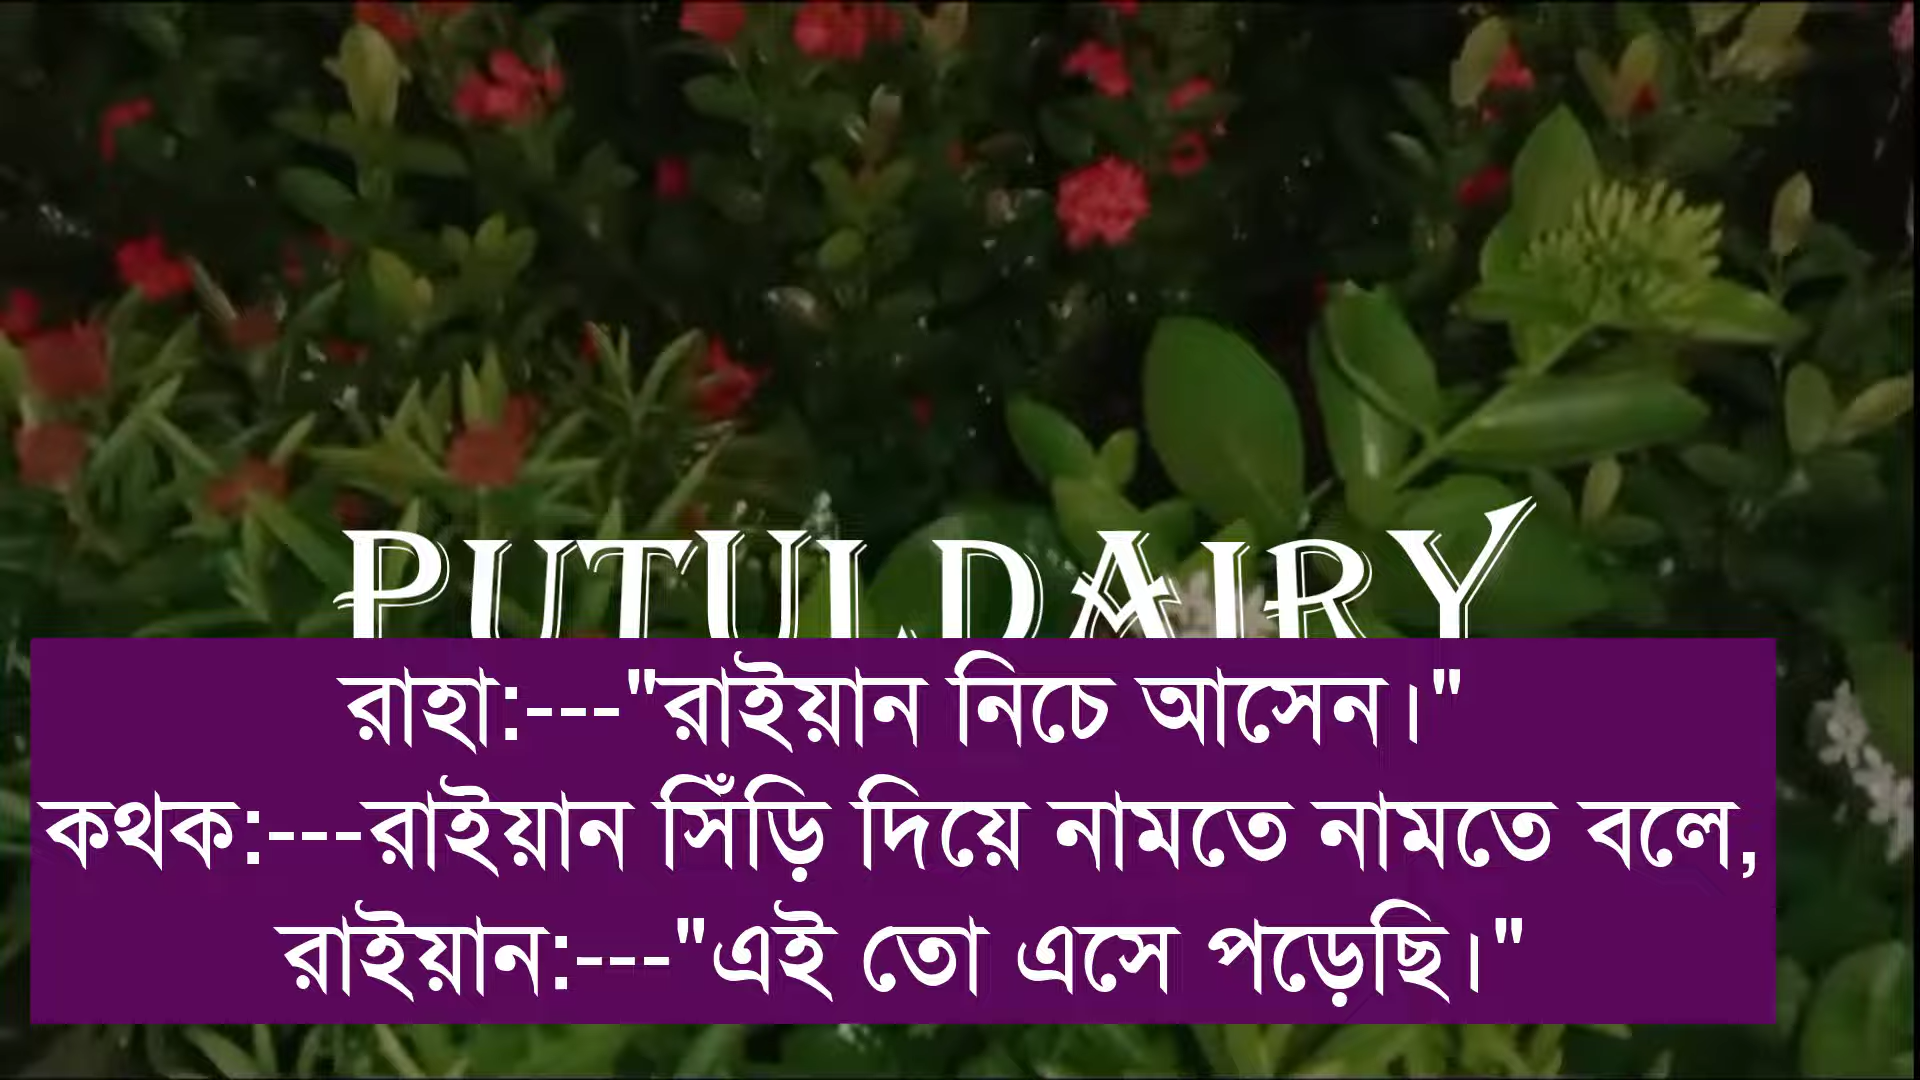 PUTUL DAIRY
রাহা:---"রাইয়ান নিচে আসেন।"
কথক:---রাইয়ান সিঁড়ি দিয়ে নামতে নামতে বলে,
রাইয়ান:---"এই তো এসে পড়েছি।"